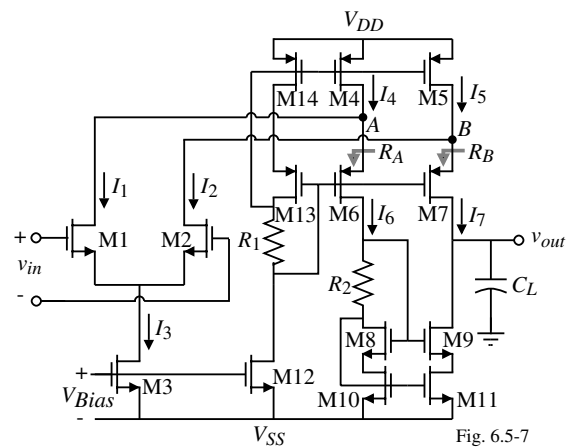 V_DD
M14 M4 I_4 M5 I_5
A B
I_1 I_2 R_A R_B
M13 M6 I_6 M7 I_7
+ M1 M2 R_1
v_in v_out
- R_2 C_L
I_3 M8 M9
+ M3 M12
V_Bias M10 M11
- V_SS Fig. 6.5-7